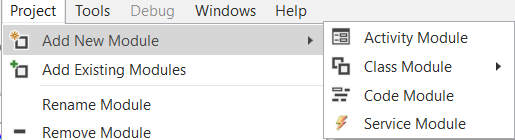 Project Tools Debug Windows Help
Add New Module
Add Existing Modules
Rename Module
Remove Module
Activity Module
Class Module
Code Module
Service Module